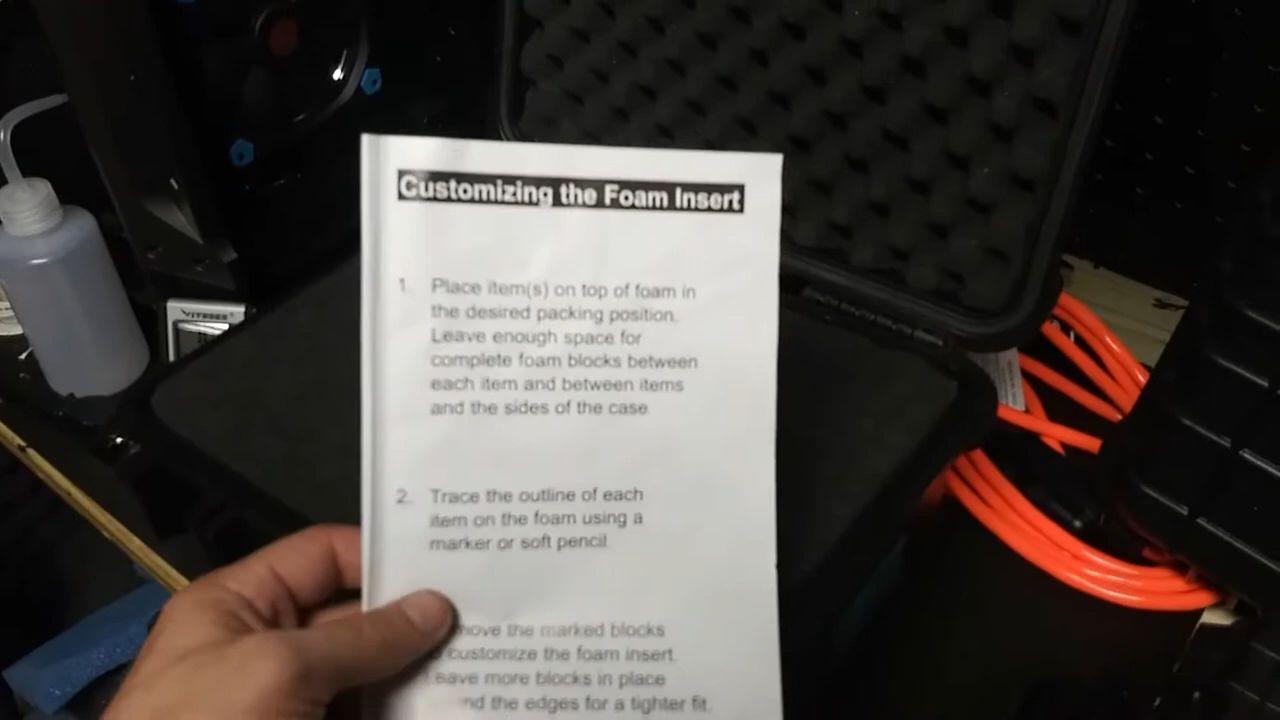 Customizing the Foam Insert
1. Place item(s) on top of foam in
the desired packing position.
Leave enough space for
complete foam blocks between
each item and between items
and the sides of the case.
2. Trace the outline of each
item on the foam using a
marker or soft pencil.
move the marked blocks
customize the foam insert.
Leave more blocks in place
nd the edges for a tighter fit.